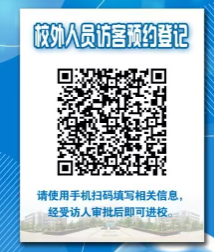 校外人员访客预约登记
请使用手机扫码填写相关信息，
经受访人审批后即可进校。